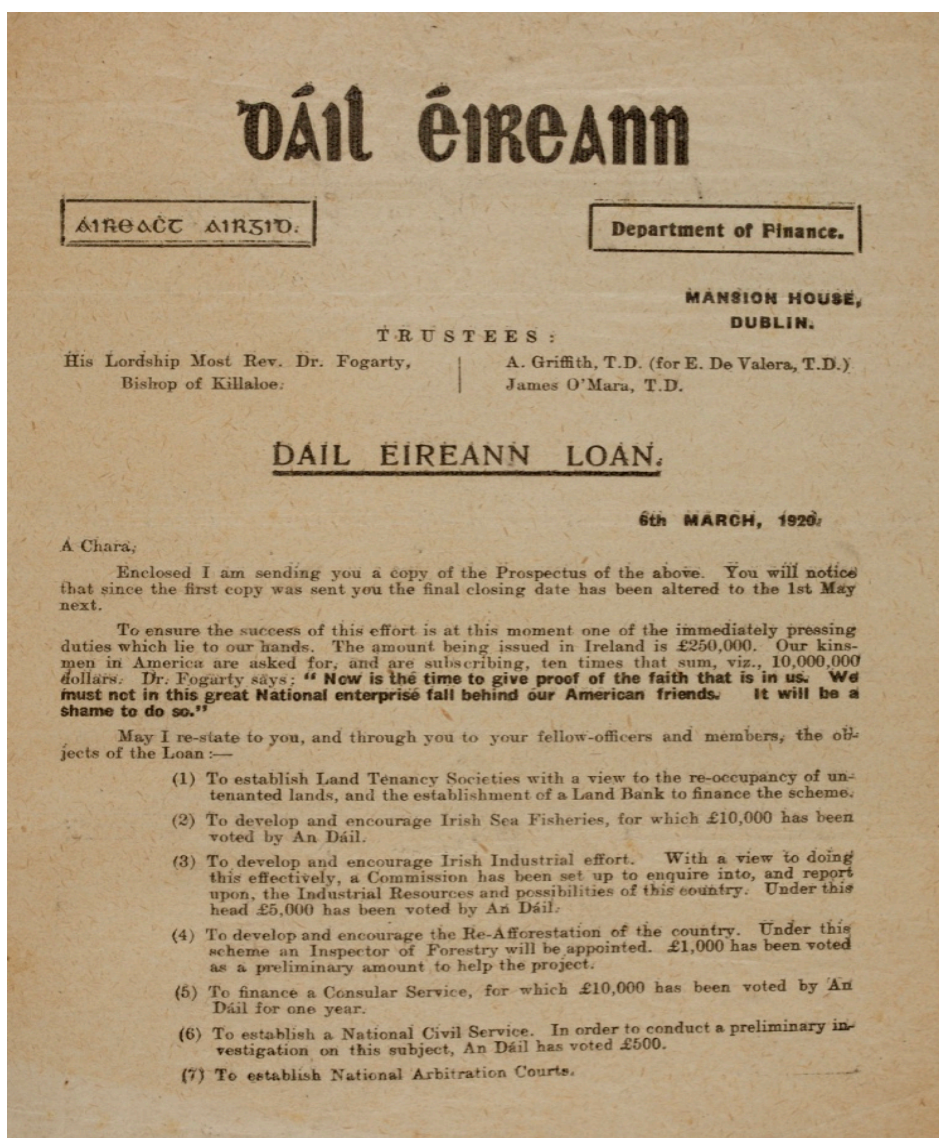 Dáil Éireann
Aireaċt Airgid.
Department of Finance.
MANSION HOUSE,
DUBLIN.
TRUSTEES:
His Lordship Most Rev. Dr. Fogarty,
Bishop of Killaloe.
A. Griffith, T.D. (for E. De Valera, T.D.)
James O'Mara, T.D.
DAIL EIREANN LOAN.
6th MARCH, 1920.
A Chara,
Enclosed I am sending you a copy of the Prospectus of the above. You will notice
that since the first copy was sent you the final closing date has been altered to the 1st May
next.
To ensure the success of this effort is at this moment one of the immediately pressing
duties which lie to our hands. The amount being issued in Ireland is £250,000. Our kins-
men in America are asked for, and are subscribing, ten times that sum, viz., 10,000,000
dollars. Dr. Fogarty says: "Now is the time to give proof of the faith that is in us. We
must not in this great National enterprise fall behind our American friends. It will be a
shame to do so."
May I re-state to you, and through you to your fellow-officers and members, the ob-
jects of the Loan:—
(1) To establish Land Tenancy Societies with a view to the re-occupancy of un-
tenanted lands, and the establishment of a Land Bank to finance the scheme.
(2) To develop and encourage Irish Sea Fisheries, for which £10,000 has been
voted by An Dáil.
(3) To develop and encourage Irish Industrial effort. With a view to doing
this effectively, a Commission has been set up to enquire into, and report
upon, the Industrial Resources and possibilities of this country. Under this
head £5,000 has been voted by An Dáil.
(4) To develop and encourage the Re-Afforestation of the country. Under this
scheme an Inspector of Forestry will be appointed. £1,000 has been voted
as a preliminary amount to help the project.
(5) To finance a Consular Service, for which £10,000 has been voted by An
Dáil for one year.
(6) To establish a National Civil Service. In order to conduct a preliminary in-
vestigation on this subject, An Dáil has voted £500.
(7) To establish National Arbitration Courts.